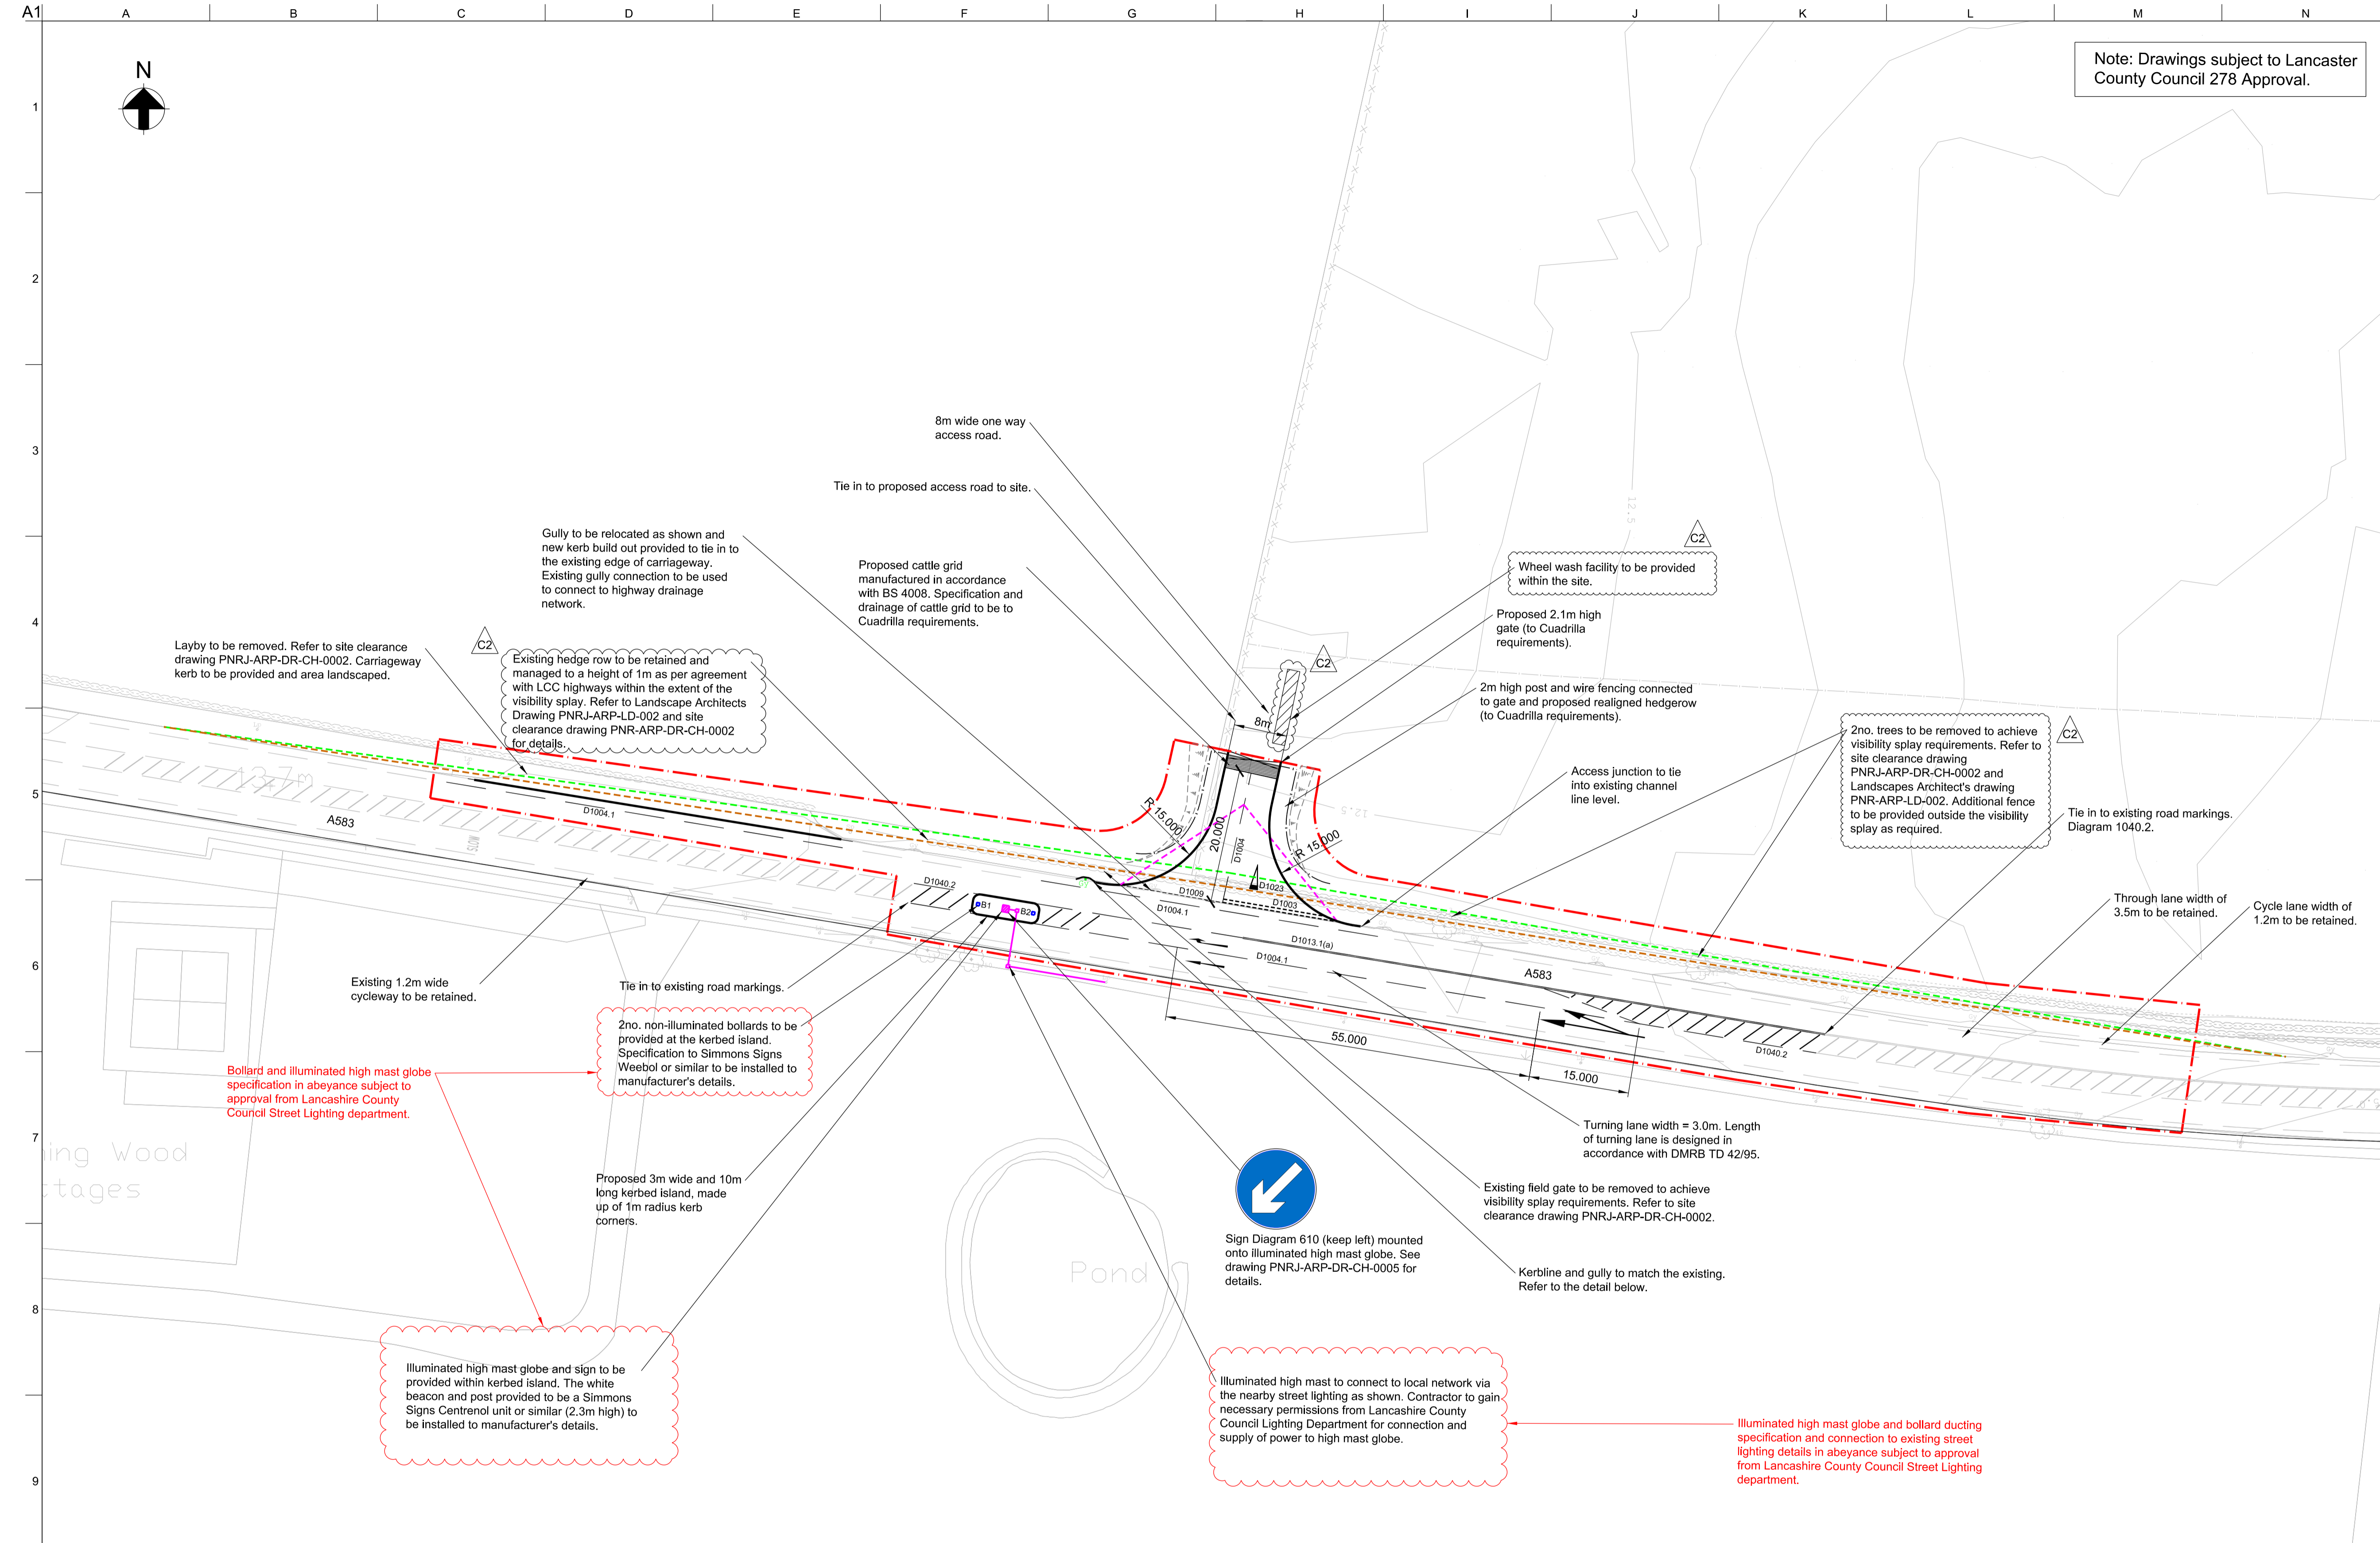 A1
A
B
C
D
E
F
G
H
I
J
K
L
M
N
N
1
2
3
4
5
6
7
8
9
Note: Drawings subject to Lancaster
County Council 278 Approval.
8m wide one way
access road.
Tie in to proposed access road to site.
Gully to be relocated as shown and
new kerb build out provided to tie in to
the existing edge of carriageway.
Existing gully connection to be used
to connect to highway drainage
network.
Proposed cattle grid
manufactured in accordance
with BS 4008. Specification and
drainage of cattle grid to be to
Cuadrilla requirements.
C2
Wheel wash facility to be provided
within the site.
Proposed 2.1m high
gate (to Cuadrilla
requirements).
Layby to be removed. Refer to site clearance
drawing PNRJ-ARP-DR-CH-0002. Carriageway
kerb to be provided and area landscaped.
C2
Existing hedge row to be retained and
managed to a height of 1m as per agreement
with LCC highways within the extent of the
visibility splay. Refer to Landscape Architects
Drawing PNRJ-ARP-LD-002 and site
clearance drawing PNR-ARP-DR-CH-0002
for details.
C2
8m
2m high post and wire fencing connected
to gate and proposed realigned hedgerow
(to Cuadrilla requirements).
C2
2no. trees to be removed to achieve
visibility splay requirements. Refer to
site clearance drawing
PNRJ-ARP-DR-CH-0002 and
Landscapes Architect's drawing
PNR-ARP-LD-002. Additional fence
to be provided outside the visibility
splay as required.
Access junction to tie
into existing channel
line level.
Tie in to existing road markings.
Diagram 1040.2.
12.5
12.5
13.7m
A583
SLOW
D1004.1
R 15.000
20.000
D1004
R 15.000
D1040.2
B1
B2
D1009
D1023
D1003
D1004.1
D1013.1(a)
D1004.1
A583
D1040.2
55.000
15.000
Through lane width of
3.5m to be retained.
Cycle lane width of
1.2m to be retained.
Existing 1.2m wide
cycleway to be retained.
Tie in to existing road markings.
2no. non-illuminated bollards to be
provided at the kerbed island.
Specification to Simmons Signs
Weebol or similar to be installed to
manufacturer's details.
Bollard and illuminated high mast globe
specification in abeyance subject to
approval from Lancashire County
Council Street Lighting department.
Turning lane width = 3.0m. Length
of turning lane is designed in
accordance with DMRB TD 42/95.
ing Wood
ttages
Proposed 3m wide and 10m
long kerbed island, made
up of 1m radius kerb
corners.
Existing field gate to be removed to achieve
visibility splay requirements. Refer to site
clearance drawing PNRJ-ARP-DR-CH-0002.
Pond
Sign Diagram 610 (keep left) mounted
onto illuminated high mast globe. See
drawing PNRJ-ARP-DR-CH-0005 for
details.
Kerbline and gully to match the existing.
Refer to the detail below.
Illuminated high mast globe and sign to be
provided within kerbed island. The white
beacon and post provided to be a Simmons
Signs Centrenol unit or similar (2.3m high) to
be installed to manufacturer's details.
Illuminated high mast to connect to local network via
the nearby street lighting as shown. Contractor to gain
necessary permissions from Lancashire County
Council Lighting Department for connection and
supply of power to high mast globe.
Illuminated high mast globe and bollard ducting
specification and connection to existing street
lighting details in abeyance subject to approval
from Lancashire County Council Street Lighting
department.